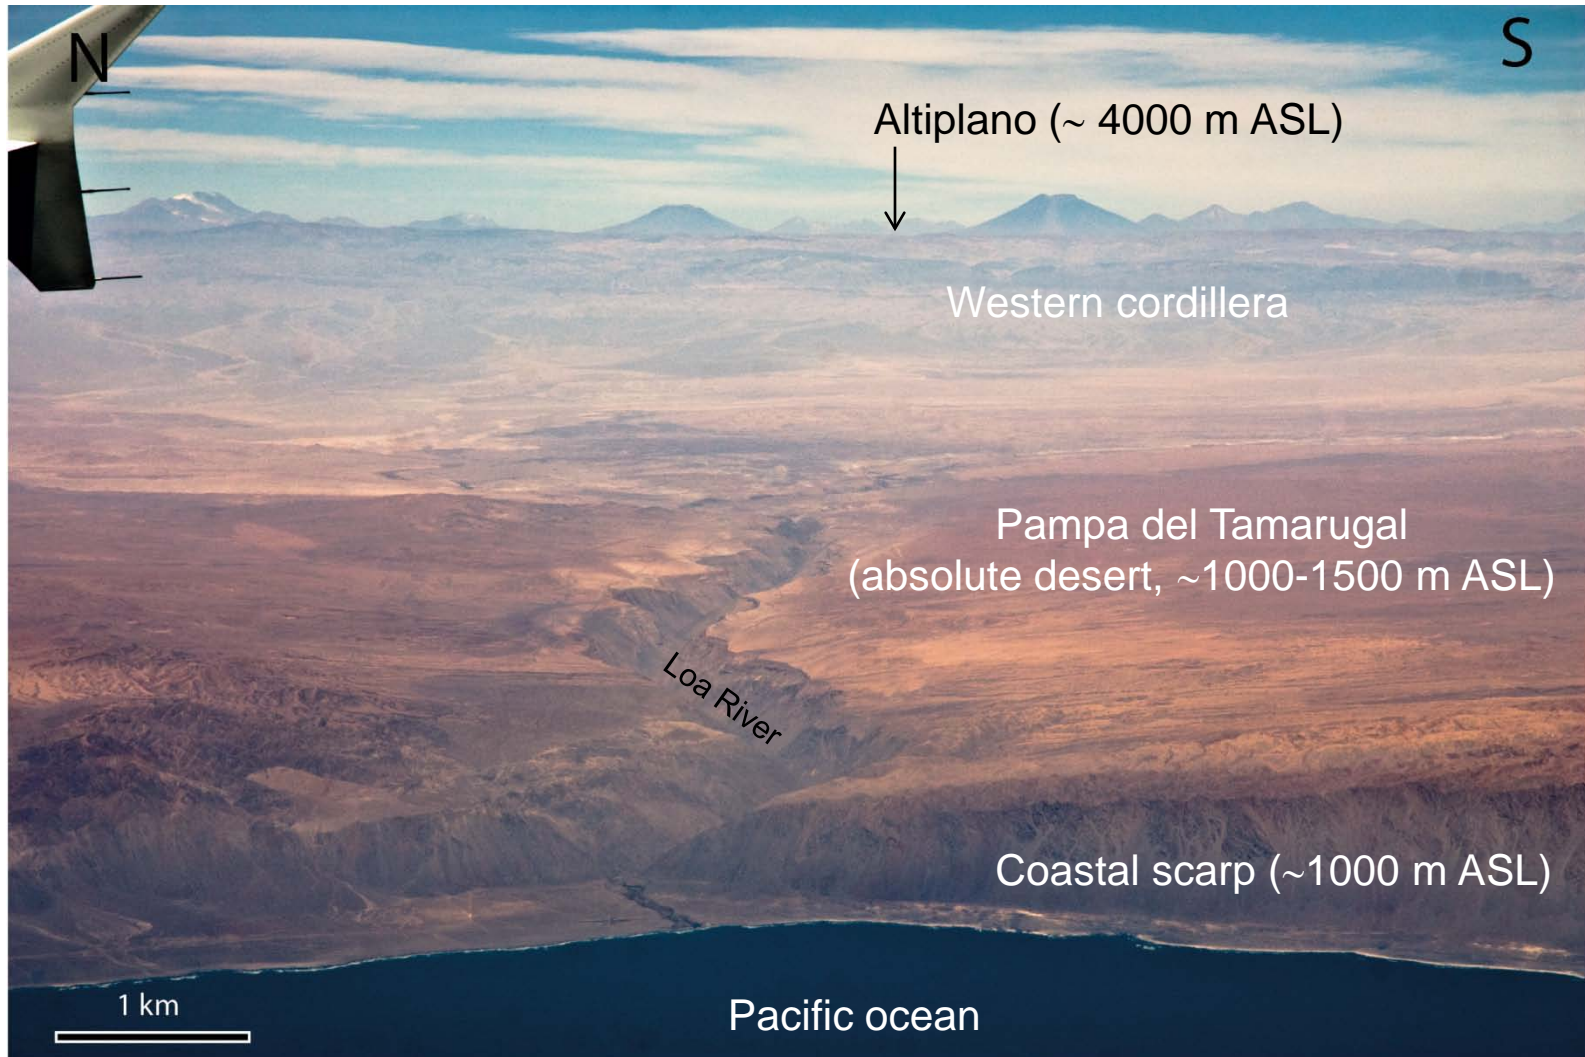 N
S
Altiplano (~ 4000 m ASL)
Western cordillera
Pampa del Tamarugal
(absolute desert, ~1000-1500 m ASL)
Loa River
Coastal scarp (~1000 m ASL)
1 km
Pacific ocean